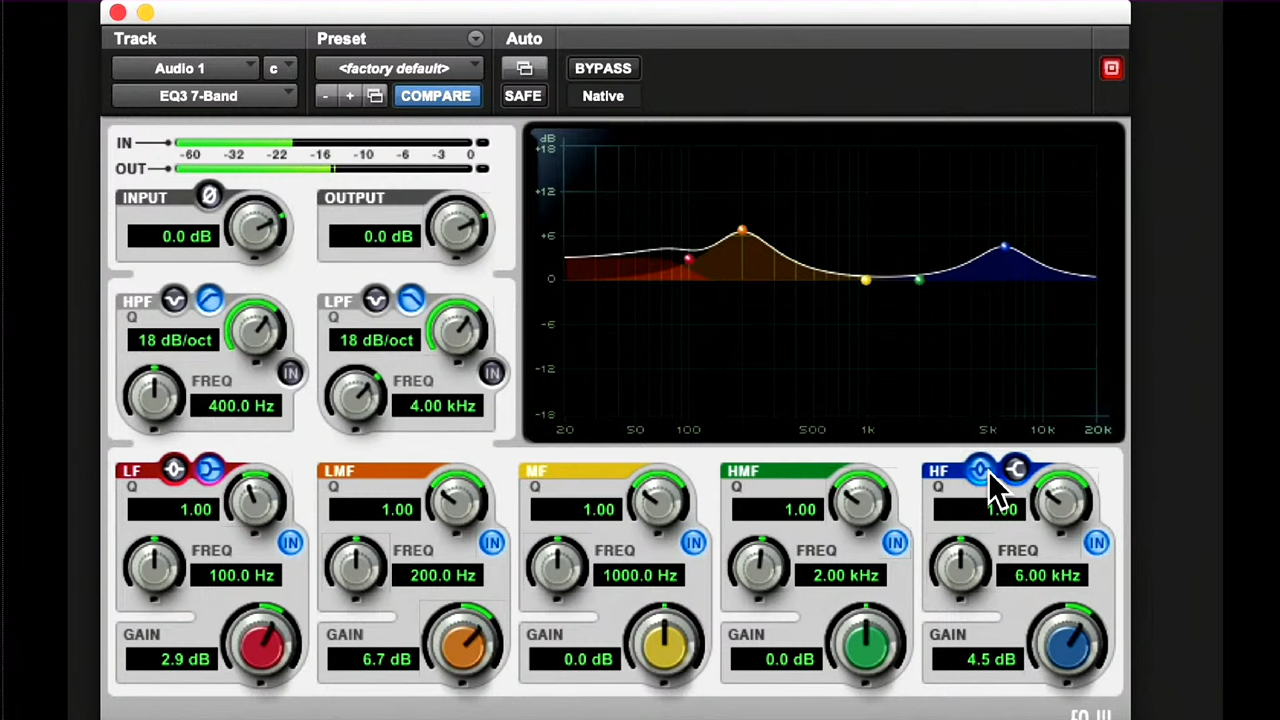 Track
Preset
Auto
Audio 1
c
<factory default>
BYPASS
EQ3 7-Band
-
+
COMPARE
SAFE
Native
IN
-60 -32 -22 -16 -10 -6 -3 0
OUT
INPUT
Ø
0.0 dB
OUTPUT
0.0 dB
HPF
Q
18 dB/oct
IN
FREQ
400.0 Hz
LPF
Q
18 dB/oct
IN
FREQ
4.00 kHz
dB
+18
+12
+6
0
-6
-12
-18
20 50 100 500 1k 5k 10k 20k
LF
Q
1.00
IN
FREQ
100.0 Hz
GAIN
2.9 dB
LMF
Q
1.00
IN
FREQ
200.0 Hz
GAIN
6.7 dB
MF
Q
1.00
IN
FREQ
1000.0 Hz
GAIN
0.0 dB
HMF
Q
1.00
IN
FREQ
2.00 kHz
GAIN
0.0 dB
HF
Q
1.00
IN
FREQ
6.00 kHz
GAIN
4.5 dB
EQ III